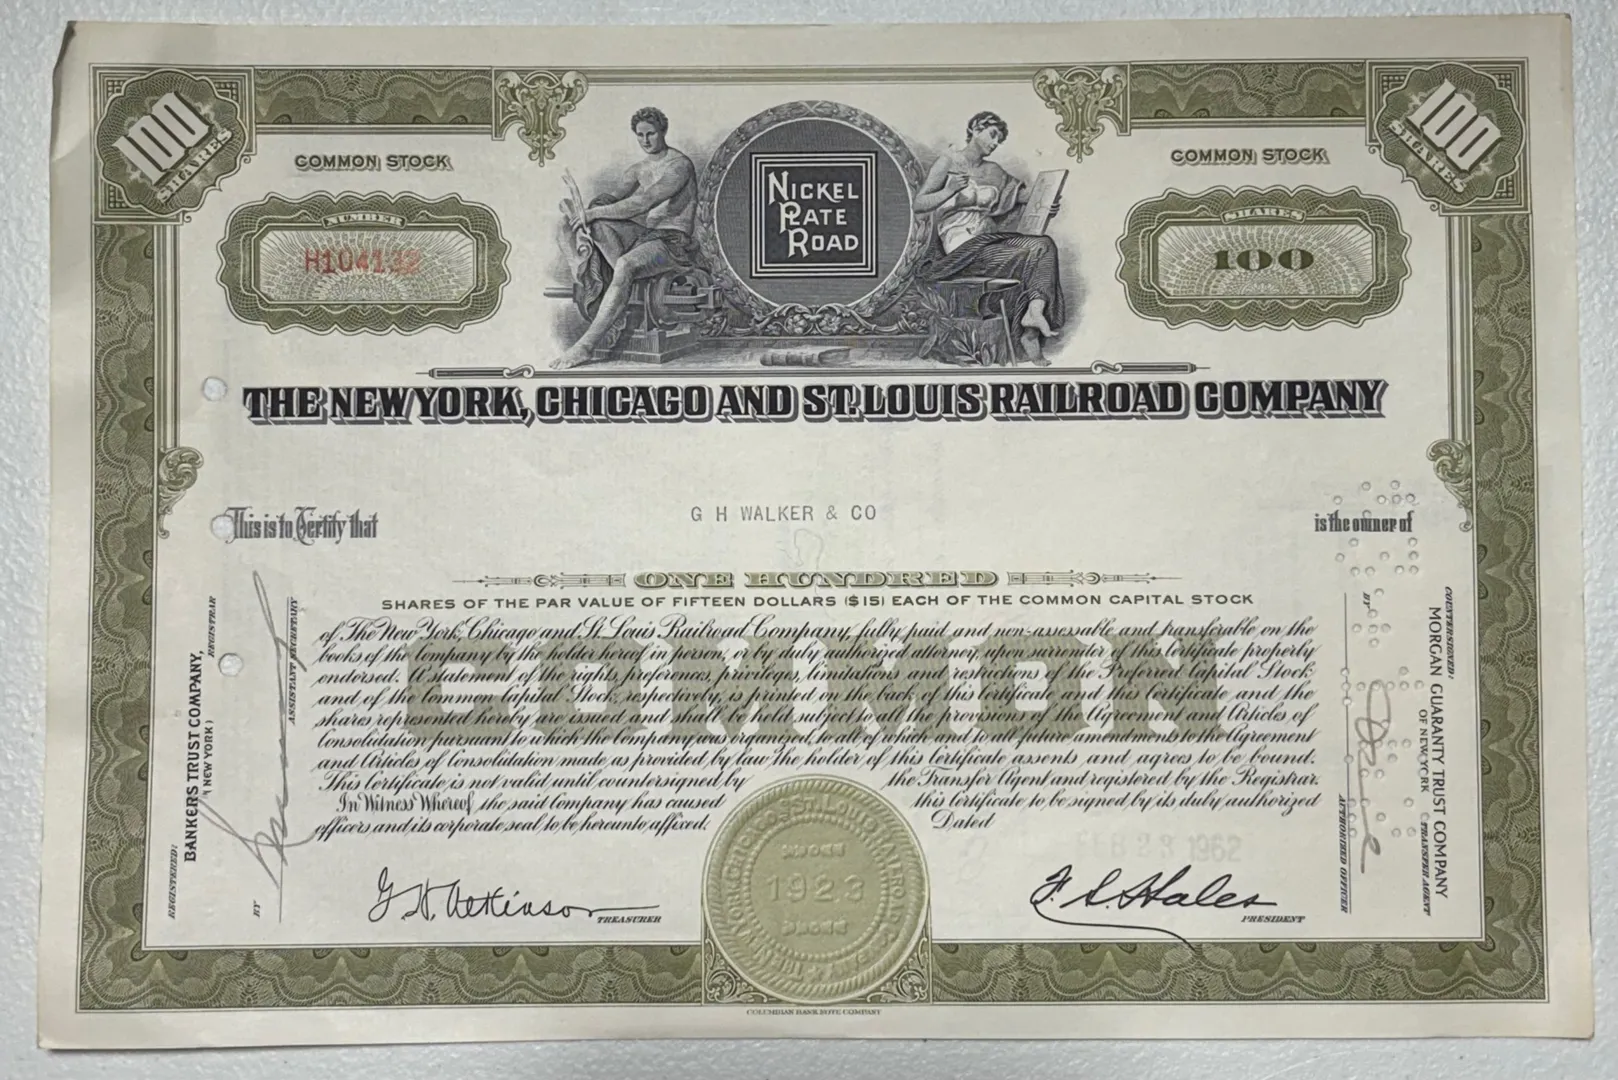 100 SHARES
100 SHARES
COMMON STOCK
COMMON STOCK
NUMBER
H104132
NICKEL
PLATE
ROAD
SHARES
100
THE NEW YORK, CHICAGO AND ST. LOUIS RAILROAD COMPANY
This is to Certify that
G H WALKER & CO
is the owner of
ONE HUNDRED
SHARES OF THE PAR VALUE OF FIFTEEN DOLLARS ($15) EACH OF THE COMMON CAPITAL STOCK
COMMON
of The New York, Chicago and St. Louis Railroad Company, fully paid and non-assessable and transferable on the
books of the Company by the holder hereof in person, or by duly authorized attorney, upon surrender of this Certificate properly
endorsed. A statement of the rights, preferences, privileges, limitations and restrictions of the Preferred Capital Stock
and of the Common Capital Stock, respectively, is printed on the back of this Certificate and this Certificate and the
shares represented hereby are issued and shall be held subject to all the provisions of the Agreement and Articles of
Consolidation pursuant to which the Company was organized, to all of which and to all future amendments to the Agreement
and Articles of Consolidation made as provided by law the holder of this Certificate assents and agrees to be bound.
This Certificate is not valid until countersigned by the Transfer Agent and registered by the Registrar.
In Witness Whereof the said Company has caused this Certificate to be signed by its duly authorized
officers and its corporate seal to be hereunto affixed. Dated
FEB 23 1962
1923
G. H. Atkinson
TREASURER
F. S. Hales
PRESIDENT
REGISTERED:
BANKERS TRUST COMPANY,
(NEW YORK)
REGISTRAR
BY
ASSISTANT SECRETARY
COUNTERSIGNED:
MORGAN GUARANTY TRUST COMPANY
OF NEW YORK
TRANSFER AGENT
BY
AUTHORIZED OFFICER
COLUMBIAN BANK NOTE COMPANY